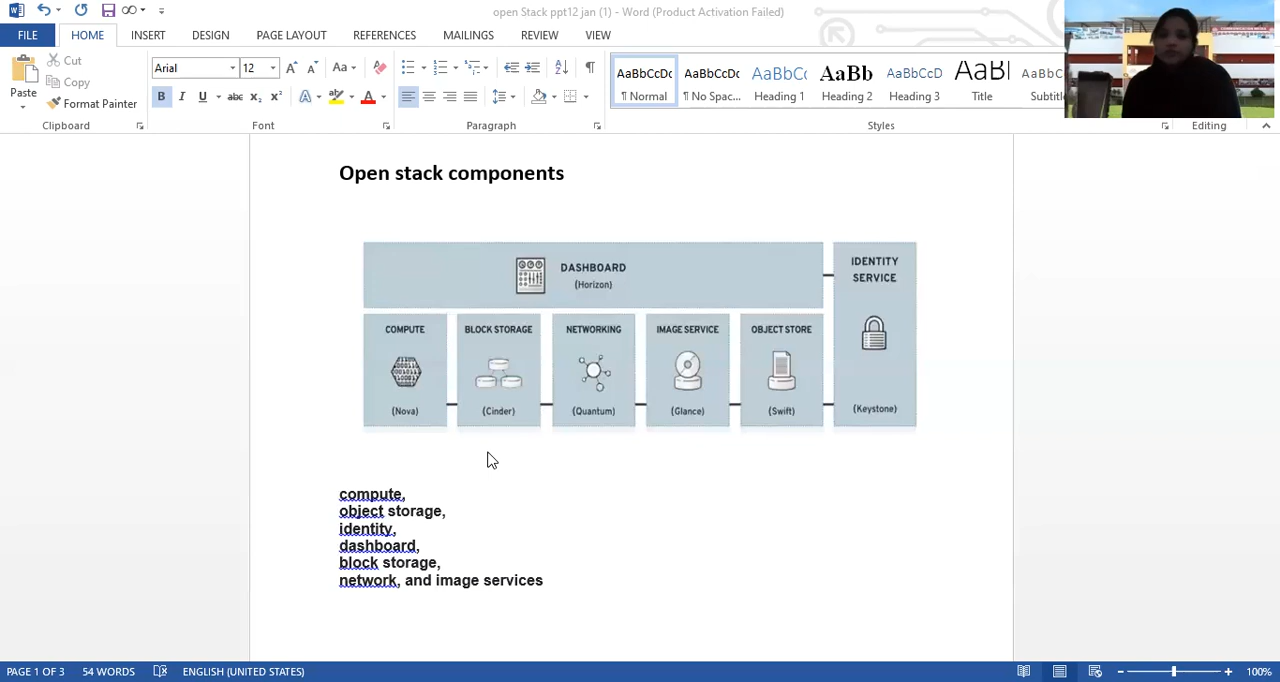 open Stack ppt12 jan (1) - Word (Product Activation Failed)
FILE HOME INSERT DESIGN PAGE LAYOUT REFERENCES MAILINGS REVIEW VIEW
Paste
Cut
Copy
Format Painter
Clipboard
Arial 12
Font
Paragraph
AaBbCcDc AaBbCcDc AaBbCc AaBb AaBbCcD AaBl AaBbC
¶ Normal ¶ No Spac... Heading 1 Heading 2 Heading 3 Title Subtitl
Styles
Editing
Open stack components
DASHBOARD
(Horizon)
IDENTITY
SERVICE
(Keystone)
COMPUTE BLOCK STORAGE NETWORKING IMAGE SERVICE OBJECT STORE
(Nova) (Cinder) (Quantum) (Glance) (Swift)
compute,
object storage,
identity,
dashboard,
block storage,
network, and image services
PAGE 1 OF 3 54 WORDS ENGLISH (UNITED STATES) 100%